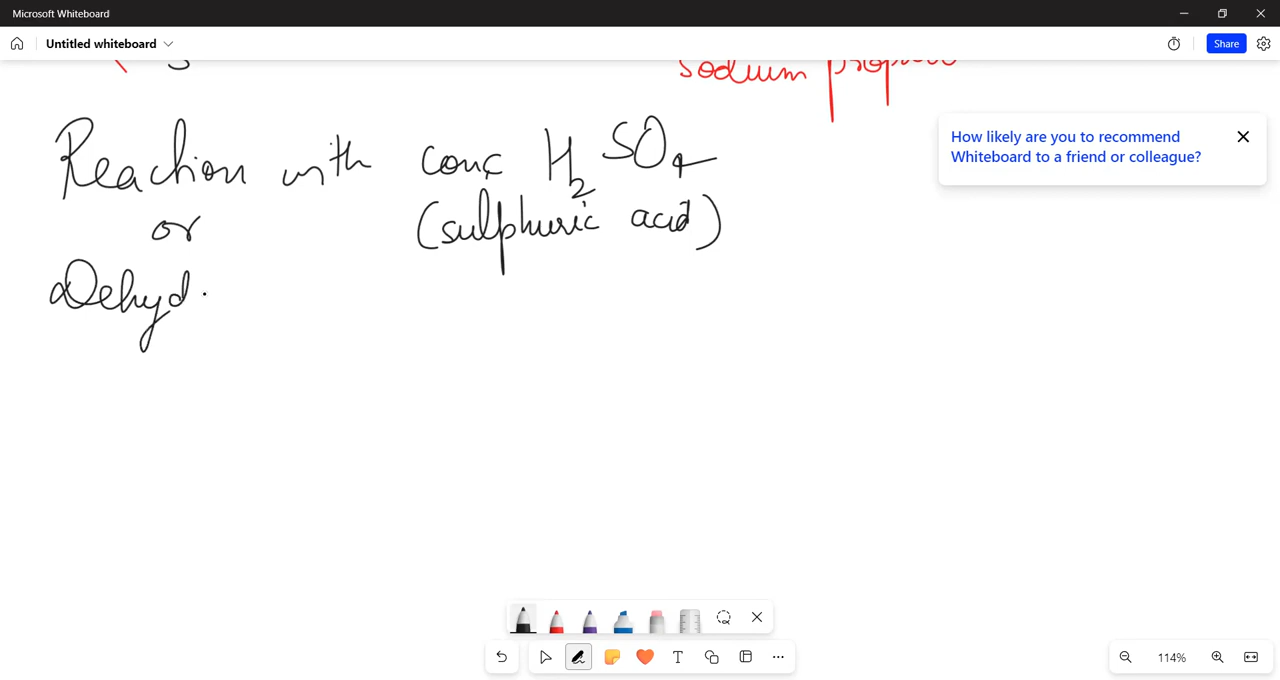 Microsoft Whiteboard
Untitled whiteboard
Share
How likely are you to recommend
Whiteboard to a friend or colleague?
Sodium
Reaction with conc H₂SO₄
or (sulphuric acid)
Dehyd.
T
114%